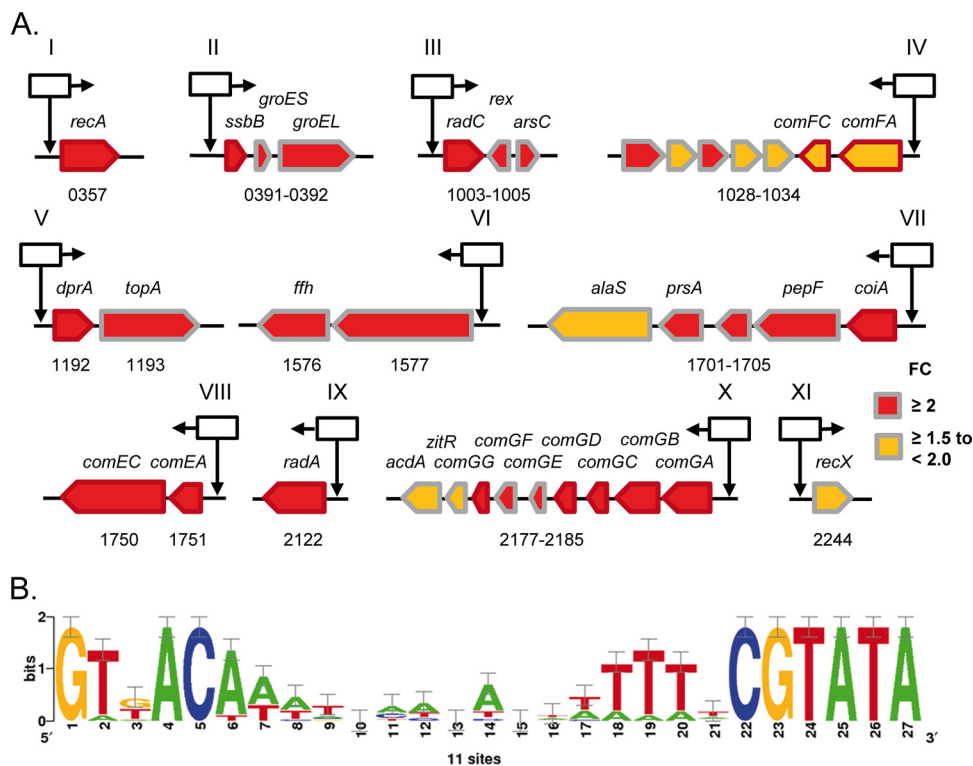 A.
I II III IV
recA
ssbB groES groEL
radC rex arsC
comFC comFA
0357 0391-0392 1003-1005 1028-1034
V VI VII
dprA topA ffh alaS prsA pepF coiA
1192 1193 1576 1577 1701-1705
FC
≥ 2
≥ 1.5 to
< 2.0
VIII IX X XI
zitR comGF comGD comGB
comEC comEA radA acdA comGG comGE comGC comGA recX
1750 1751 2122 2177-2185 2244
B.
2
bits
1
0
GT ACAAA
A TTT CGTATA
1 2 3 4 5 6 7 8 9 10 11 12 13 14 15 16 17 18 19 20 21 22 23 24 25 26 27
5′ 3′
11 sites